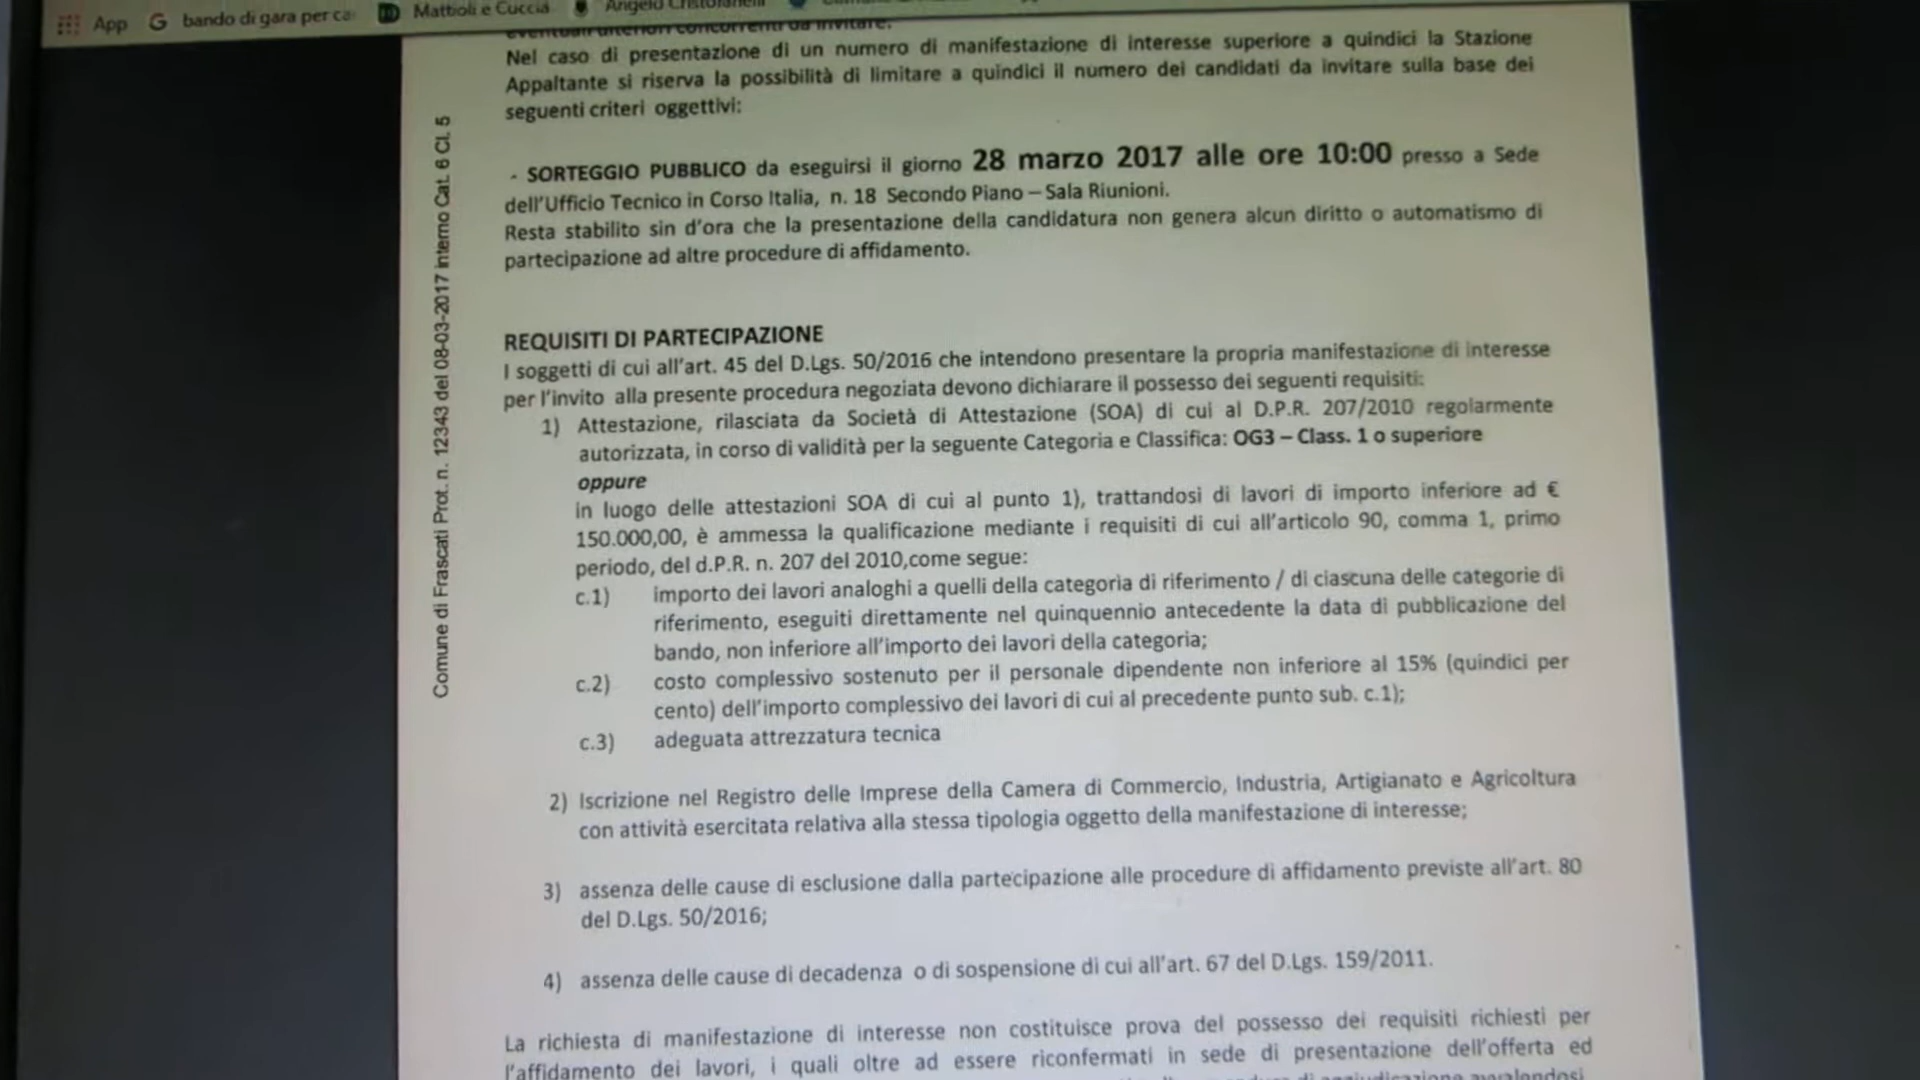 App
bando di gara per ca
Mattioli e Cuccia
Angelo Cristofanelli
eventuali ulteriori concorrenti da invitare.
Nel caso di presentazione di un numero di manifestazione di interesse superiore a quindici la Stazione
Appaltante si riserva la possibilità di limitare a quindici il numero dei candidati da invitare sulla base dei
seguenti criteri oggettivi:
- SORTEGGIO PUBBLICO da eseguirsi il giorno 28 marzo 2017 alle ore 10:00 presso a Sede
dell'Ufficio Tecnico in Corso Italia, n. 18 Secondo Piano – Sala Riunioni.
Resta stabilito sin d'ora che la presentazione della candidatura non genera alcun diritto o automatismo di
partecipazione ad altre procedure di affidamento.
Comune di Frascati Prot. n. 12343 del 08-03-2017 interno Cat. 6 Cl. 5
REQUISITI DI PARTECIPAZIONE
I soggetti di cui all'art. 45 del D.Lgs. 50/2016 che intendono presentare la propria manifestazione di interesse
per l'invito alla presente procedura negoziata devono dichiarare il possesso dei seguenti requisiti:
1) Attestazione, rilasciata da Società di Attestazione (SOA) di cui al D.P.R. 207/2010 regolarmente
autorizzata, in corso di validità per la seguente Categoria e Classifica: OG3 – Class. 1 o superiore
oppure
in luogo delle attestazioni SOA di cui al punto 1), trattandosi di lavori di importo inferiore ad €
150.000,00, è ammessa la qualificazione mediante i requisiti di cui all'articolo 90, comma 1, primo
periodo, del d.P.R. n. 207 del 2010,come segue:
c.1) importo dei lavori analoghi a quelli della categoria di riferimento / di ciascuna delle categorie di
riferimento, eseguiti direttamente nel quinquennio antecedente la data di pubblicazione del
bando, non inferiore all'importo dei lavori della categoria;
c.2) costo complessivo sostenuto per il personale dipendente non inferiore al 15% (quindici per
cento) dell'importo complessivo dei lavori di cui al precedente punto sub. c.1);
c.3) adeguata attrezzatura tecnica
2) Iscrizione nel Registro delle Imprese della Camera di Commercio, Industria, Artigianato e Agricoltura
con attività esercitata relativa alla stessa tipologia oggetto della manifestazione di interesse;
3) assenza delle cause di esclusione dalla partecipazione alle procedure di affidamento previste all'art. 80
del D.Lgs. 50/2016;
4) assenza delle cause di decadenza o di sospensione di cui all'art. 67 del D.Lgs. 159/2011.
La richiesta di manifestazione di interesse non costituisce prova del possesso dei requisiti richiesti per
l'affidamento dei lavori, i quali oltre ad essere riconfermati in sede di presentazione dell'offerta ed